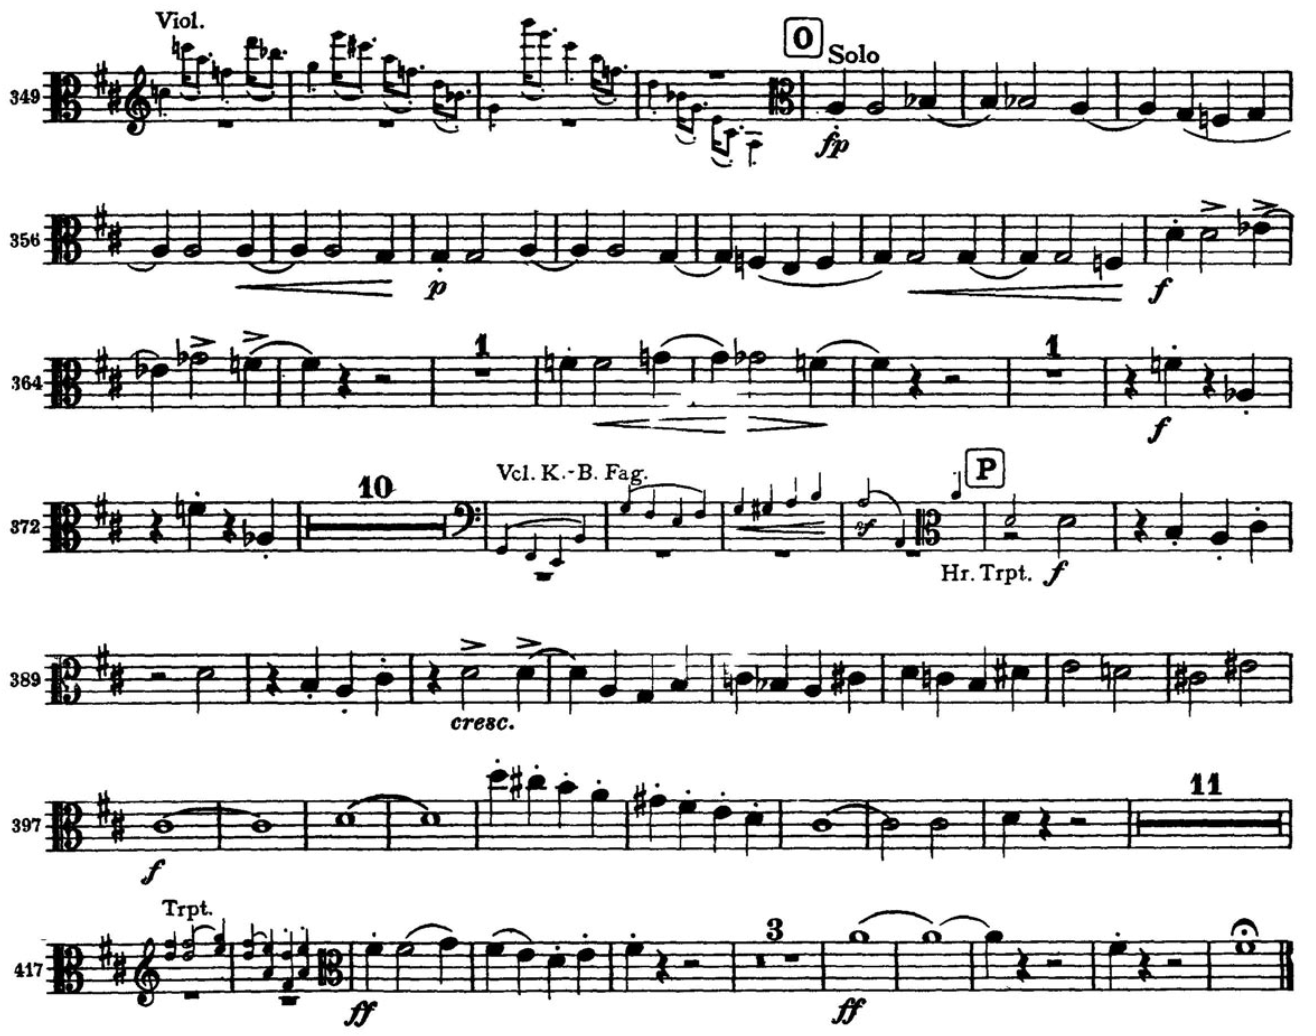 Viol.
O
Solo
349
fp
356
p
f
1
1
364
f
Vcl. K.-B. Fag.
P
10
372
Hr. Trpt. f
389
cresc.
11
397
f
Trpt.
3
417
ff
ff